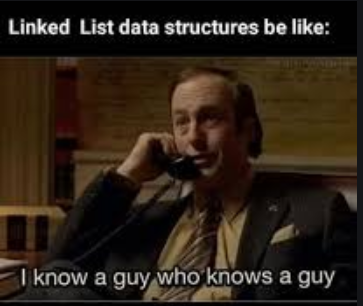 Linked List data structures be like:
I know a guy who knows a guy